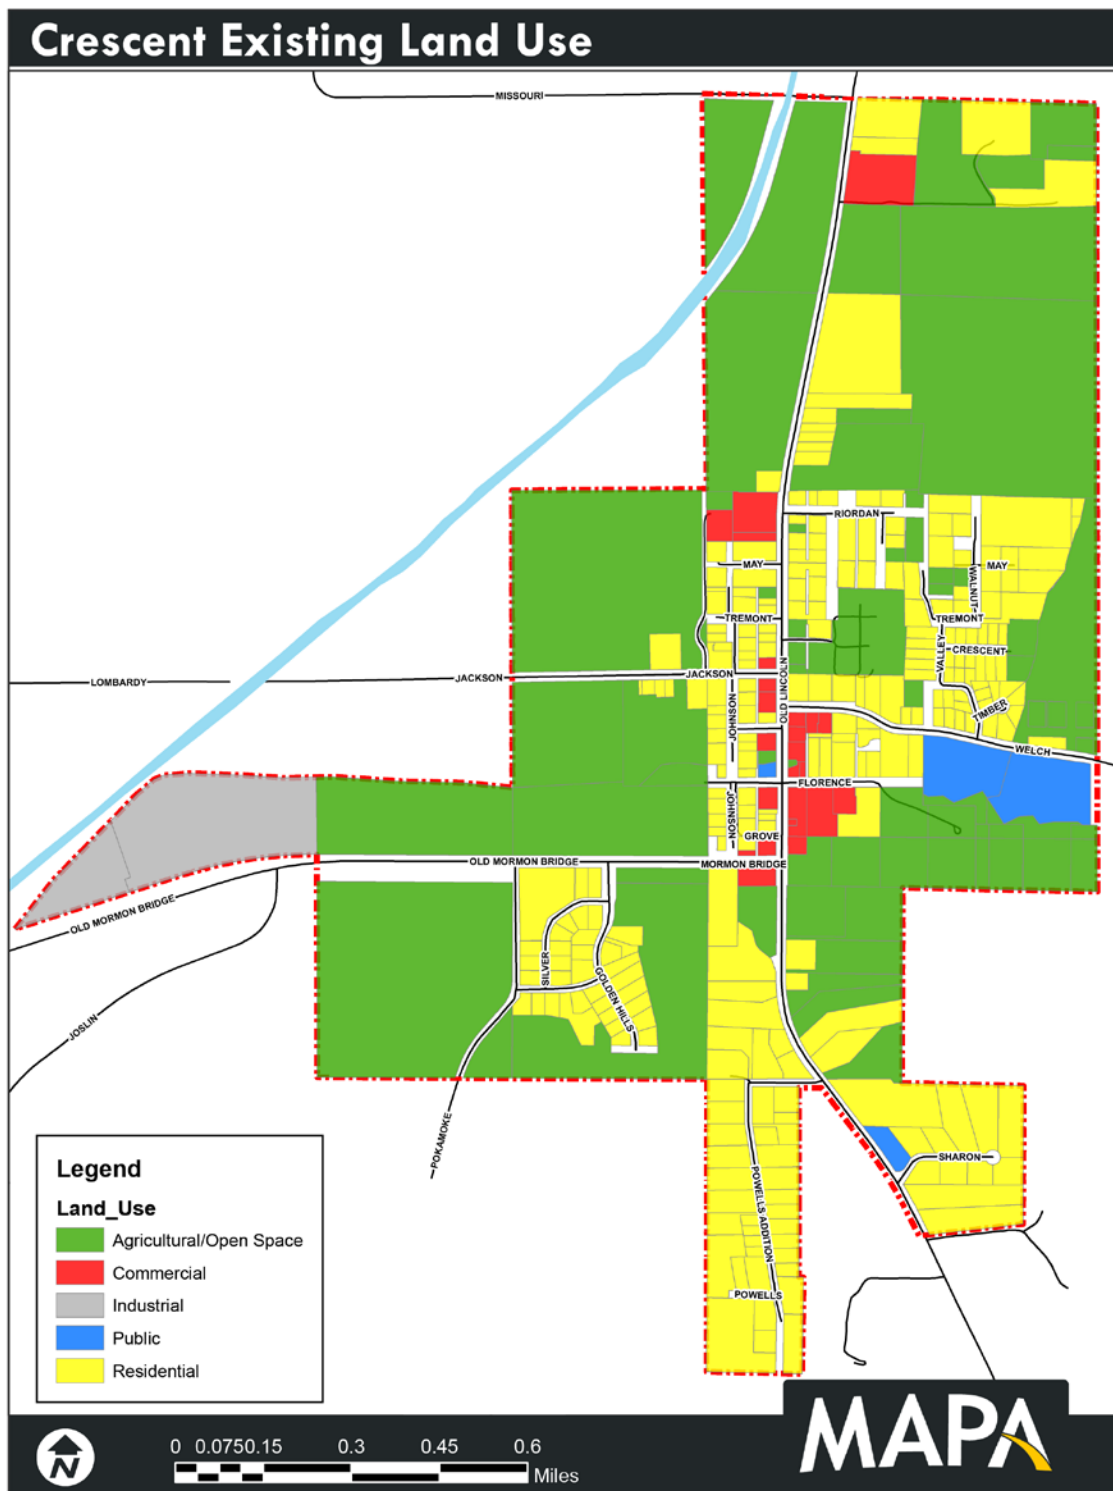 Crescent Existing Land Use
MISSOURI
RIORDAN
MAY
MAY
WALNUT
TREMONT
TREMONT
VALLEY
CRESCENT
OLD LINCOLN
LOMBARDY
JACKSON
JACKSON
JOHNSON
TIMBER
WELCH
FLORENCE
JOHNSON
GROVE
OLD MORMON BRIDGE
MORMON BRIDGE
OLD MORMON BRIDGE
SILVER
GOLDEN HILLS
JOSLIN
POKAMOKE
SHARON
POWELLS ADDITION
POWELLS
Legend
Land_Use
Agricultural/Open Space
Commercial
Industrial
Public
Residential
N
0 0.0750.15 0.3 0.45 0.6
Miles
MAPA